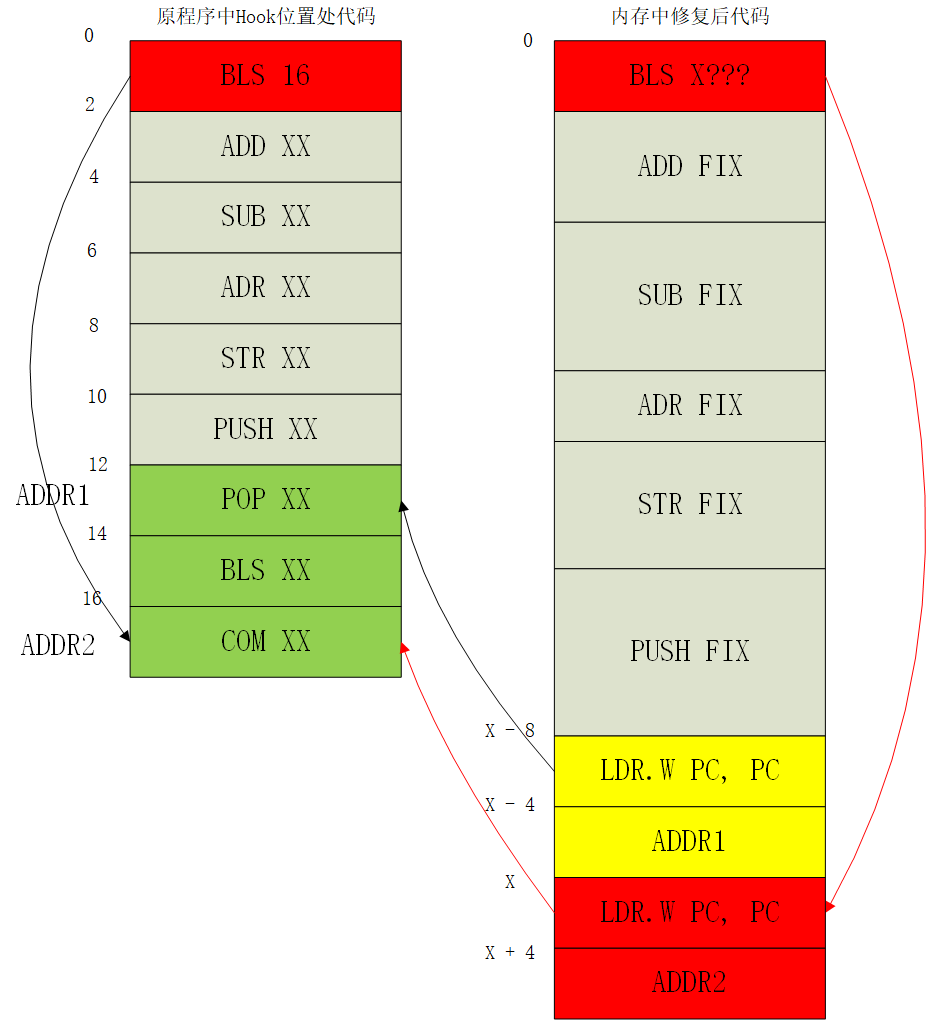 原程序中Hook位置处代码
0
BLS 16
2
ADD XX
4
SUB XX
6
ADR XX
8
STR XX
10
PUSH XX
12
ADDR1
POP XX
14
BLS XX
16
ADDR2
COM XX
内存中修复后代码
0
BLS X???
ADD FIX
SUB FIX
ADR FIX
STR FIX
PUSH FIX
X - 8
LDR.W PC, PC
X - 4
ADDR1
X
LDR.W PC, PC
X + 4
ADDR2